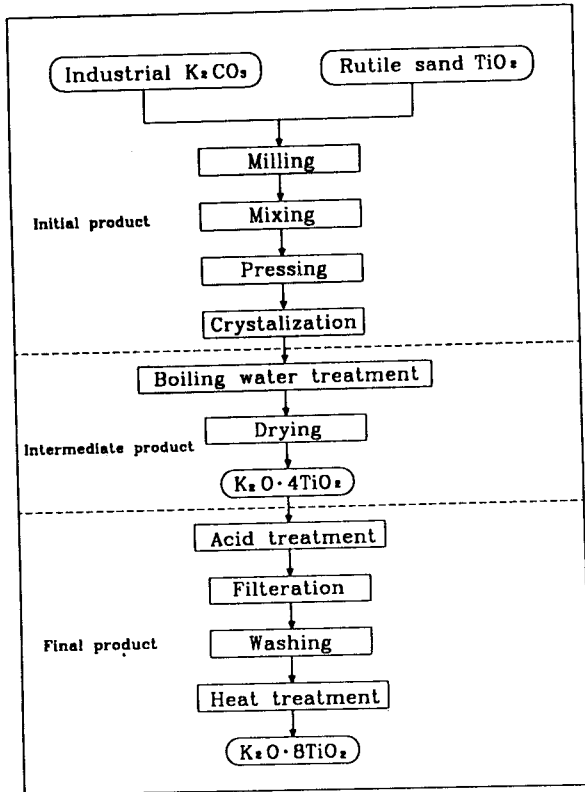 Industrial K₂CO₃
Rutile sand TiO₂
Milling
Initial product
Mixing
Pressing
Crystalization
Boiling water treatment
Drying
Intermediate product
K₂O·4TiO₂
Acid treatment
Filteration
Washing
Final product
Heat treatment
K₂O·8TiO₂